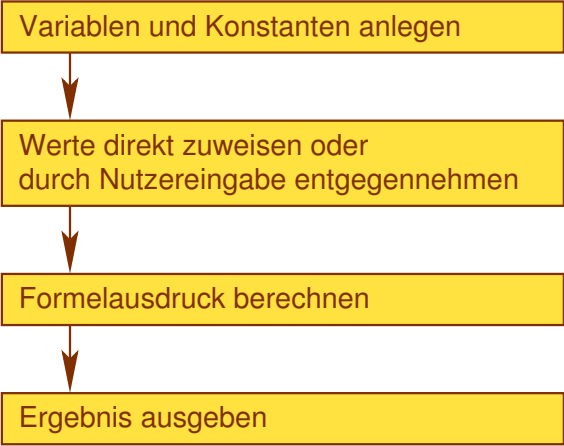 Variablen und Konstanten anlegen
Werte direkt zuweisen oder
durch Nutzereingabe entgegennehmen
Formelausdruck berechnen
Ergebnis ausgeben